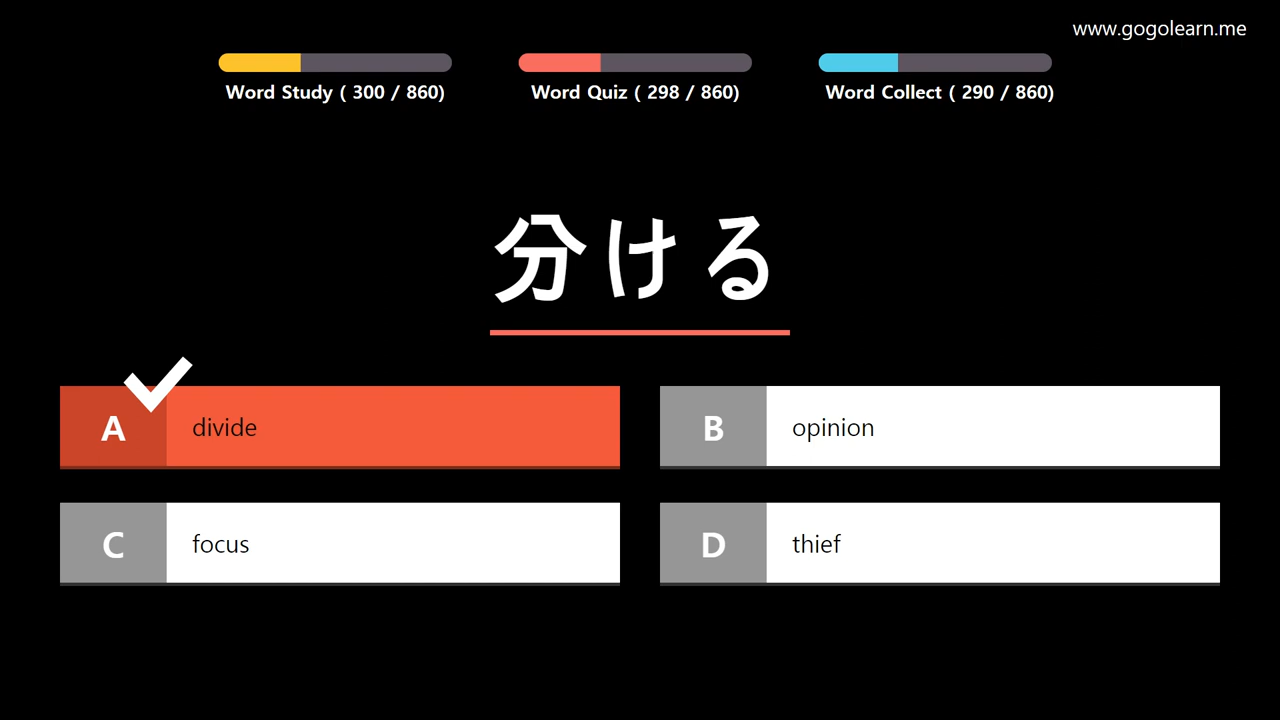 www.gogolearn.me
Word Study ( 300 / 860)
Word Quiz ( 298 / 860)
Word Collect ( 290 / 860)
分ける
A divide
B opinion
C focus
D thief